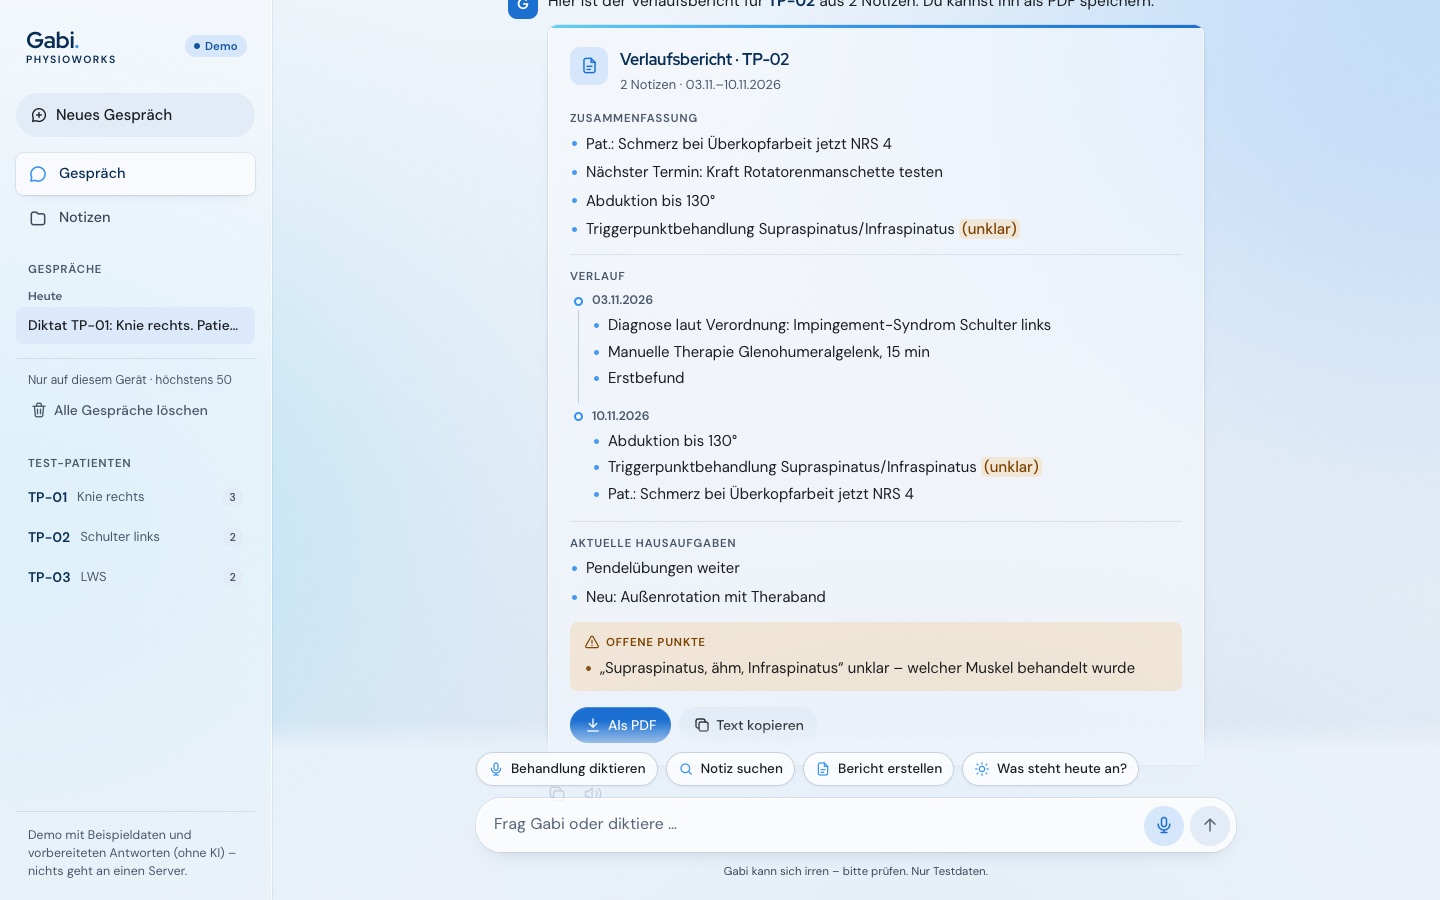 Gabi.
PHYSIOWORKS
Demo
Neues Gespräch
Gespräch
Notizen
GESPRÄCHE
Heute
Diktat TP-01: Knie rechts. Patie...
Nur auf diesem Gerät · höchstens 50
Alle Gespräche löschen
TEST-PATIENTEN
TP-01 Knie rechts 3
TP-02 Schulter links 2
TP-03 LWS 2
Demo mit Beispieldaten und
vorbereiteten Antworten (ohne KI) –
nichts geht an einen Server.
G
Hier ist der Verlaufsbericht für TP-02 aus 2 Notizen. Du kannst ihn als PDF speichern.
Verlaufsbericht · TP-02
2 Notizen · 03.11.–10.11.2026
ZUSAMMENFASSUNG
Pat.: Schmerz bei Überkopfarbeit jetzt NRS 4
Nächster Termin: Kraft Rotatorenmanschette testen
Abduktion bis 130°
Triggerpunktbehandlung Supraspinatus/Infraspinatus (unklar)
VERLAUF
03.11.2026
Diagnose laut Verordnung: Impingement-Syndrom Schulter links
Manuelle Therapie Glenohumeralgelenk, 15 min
Erstbefund
10.11.2026
Abduktion bis 130°
Triggerpunktbehandlung Supraspinatus/Infraspinatus (unklar)
Pat.: Schmerz bei Überkopfarbeit jetzt NRS 4
AKTUELLE HAUSAUFGABEN
Pendelübungen weiter
Neu: Außenrotation mit Theraband
OFFENE PUNKTE
„Supraspinatus, ähm, Infraspinatus“ unklar – welcher Muskel behandelt wurde
Als PDF
Text kopieren
Behandlung diktieren
Notiz suchen
Bericht erstellen
Was steht heute an?
Frag Gabi oder diktiere ...
Gabi kann sich irren – bitte prüfen. Nur Testdaten.